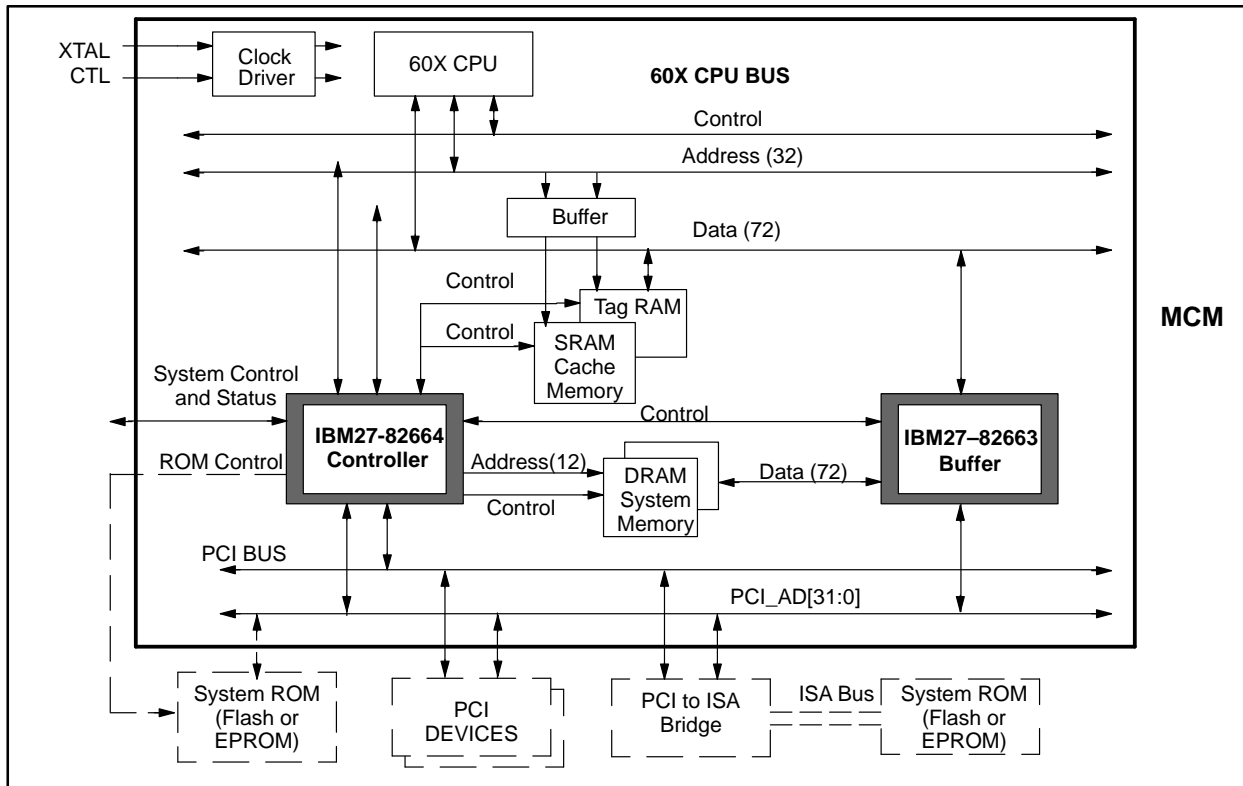 XTAL
CTL
Clock
Driver
60X CPU
60X CPU BUS
Control
Address (32)
Buffer
Data (72)
Control
Tag RAM
MCM
Control
SRAM
Cache
Memory
System Control
and Status
Control
IBM27-82664
Controller
IBM27–82663
Buffer
ROM Control
Address(12)
DRAM
System
Memory
Data (72)
Control
PCI BUS
PCI_AD[31:0]
System ROM
(Flash or
EPROM)
PCI
DEVICES
PCI to ISA
Bridge
ISA Bus
System ROM
(Flash or
EPROM)